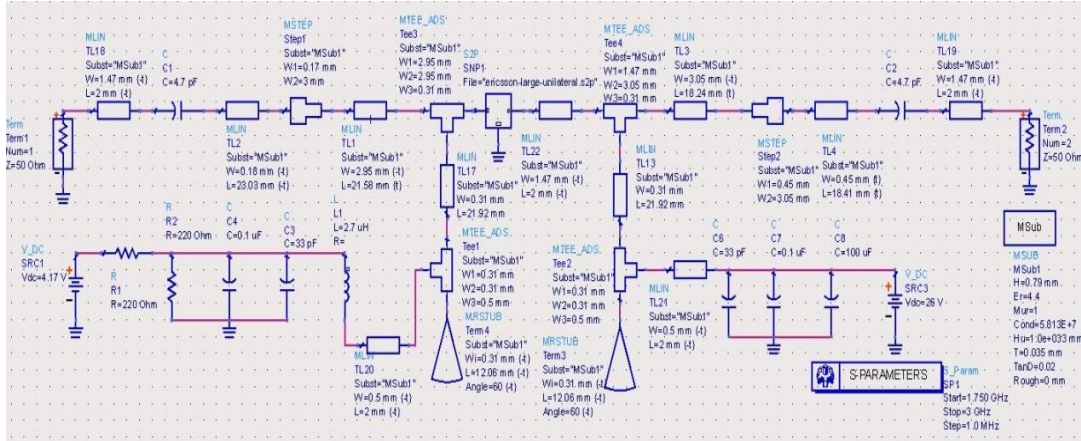 MLIN
TL18
Subst="MSub1"
W=1.47 mm {-t}
L=2 mm {-t}
C
C1
C=4.7 pF
MLIN
TL2
Subst="MSub1"
W=0.18 mm {-t}
L=23.03 mm {-t}
MSTEP
Step1
Subst="MSub1"
W1=0.17 mm
W2=3 mm
MLIN
TL1
Subst="MSub1"
W=2.95 mm {-t}
L=21.58 mm {t}
MTEE_ADS
Tee3
Subst="MSub1"
W1=2.95 mm
W2=2.95 mm
W3=0.31 mm
S2P
SNP1
File="ericsson-large-unilateral.s2p"
MLIN
TL22
Subst="MSub1"
W=1.47 mm {-t}
L=2 mm {-t}
MTEE_ADS
Tee4
Subst="MSub1"
W1=1.47 mm
W2=3.05 mm
W3=0.31 mm
MLIN
TL3
Subst="MSub1"
W=3.05 mm {-t}
L=18.24 mm {t}
MSTEP
Step2
Subst="MSub1"
W1=0.45 mm
W2=3.05 mm
MLIN
TL4
Subst="MSub1"
W=0.45 mm {t}
L=18.41 mm {t}
C
C2
C=4.7 pF
MLIN
TL19
Subst="MSub1"
W=1.47 mm {-t}
L=2 mm {-t}
Term
Term1
Num=1
Z=50 Ohm
Term
Term2
Num=2
Z=50 Ohm
MLIN
TL17
Subst="MSub1"
W=0.31 mm
L=21.92 mm
MLIN
TL13
Subst="MSub1"
W=0.31 mm
L=21.92 mm
V_DC
SRC1
Vdc=4.17 V
R
R1
R=220 Ohm
R
R2
R=220 Ohm
C
C4
C=0.1 uF
C
C3
C=33 pF
L
L1
L=2.7 uH
R=
MLIN
TL20
Subst="MSub1"
W=0.5 mm {-t}
L=2 mm {-t}
MTEE_ADS
Tee1
Subst="MSub1"
W1=0.31 mm
W2=0.31 mm
W3=0.5 mm
MRSTUB
Term4
Subst="MSub1"
Wi=0.31 mm {-t}
L=12.06 mm {-t}
Angle=60 {-t}
MTEE_ADS
Tee2
Subst="MSub1"
W1=0.31 mm
W2=0.31 mm
W3=0.5 mm
MRSTUB
Term3
Subst="MSub1"
Wi=0.31 mm {-t}
L=12.06 mm {-t}
Angle=60 {-t}
MLIN
TL21
Subst="MSub1"
W=0.5 mm {-t}
L=2 mm {-t}
C
C6
C=33 pF
C
C7
C=0.1 uF
C
C8
C=100 uF
V_DC
SRC3
Vdc=26 V
MSub
MSUB
MSub1
H=0.79 mm
Er=4.4
Mur=1
Cond=5.813E+7
Hu=1.0e+033 mm
T=0.035 mm
TanD=0.02
Rough=0 mm
S-PARAMETERS
S_Param
SP1
Start=1.750 GHz
Stop=3 GHz
Step=1.0 MHz